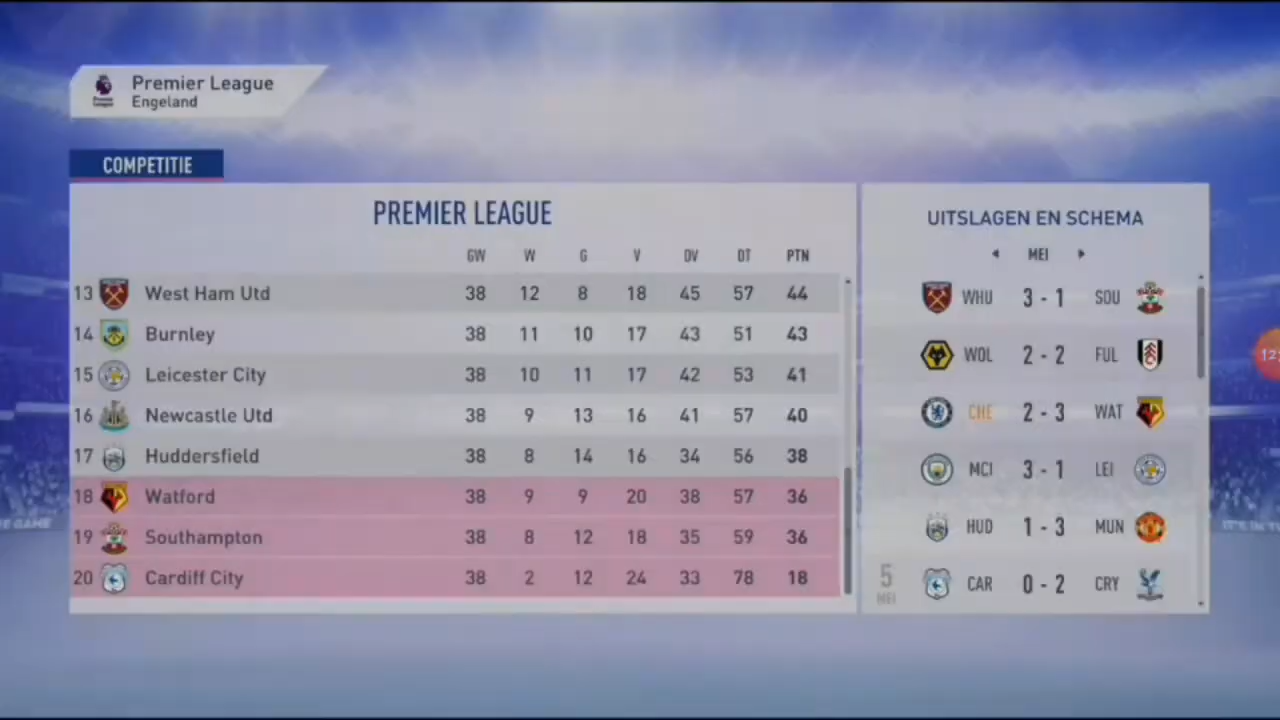 Premier League
Engeland
COMPETITIE
PREMIER LEAGUE
GW W G V DV DT PTN
13 West Ham Utd 38 12 8 18 45 57 44
14 Burnley 38 11 10 17 43 51 43
15 Leicester City 38 10 11 17 42 53 41
16 Newcastle Utd 38 9 13 16 41 57 40
17 Huddersfield 38 8 14 16 34 56 38
18 Watford 38 9 9 20 38 57 36
19 Southampton 38 8 12 18 35 59 36
20 Cardiff City 38 2 12 24 33 78 18
UITSLAGEN EN SCHEMA
MEI
WHU 3 - 1 SOU
WOL 2 - 2 FUL
CHE 2 - 3 WAT
MCI 3 - 1 LEI
HUD 1 - 3 MUN
5 MEI CAR 0 - 2 CRY